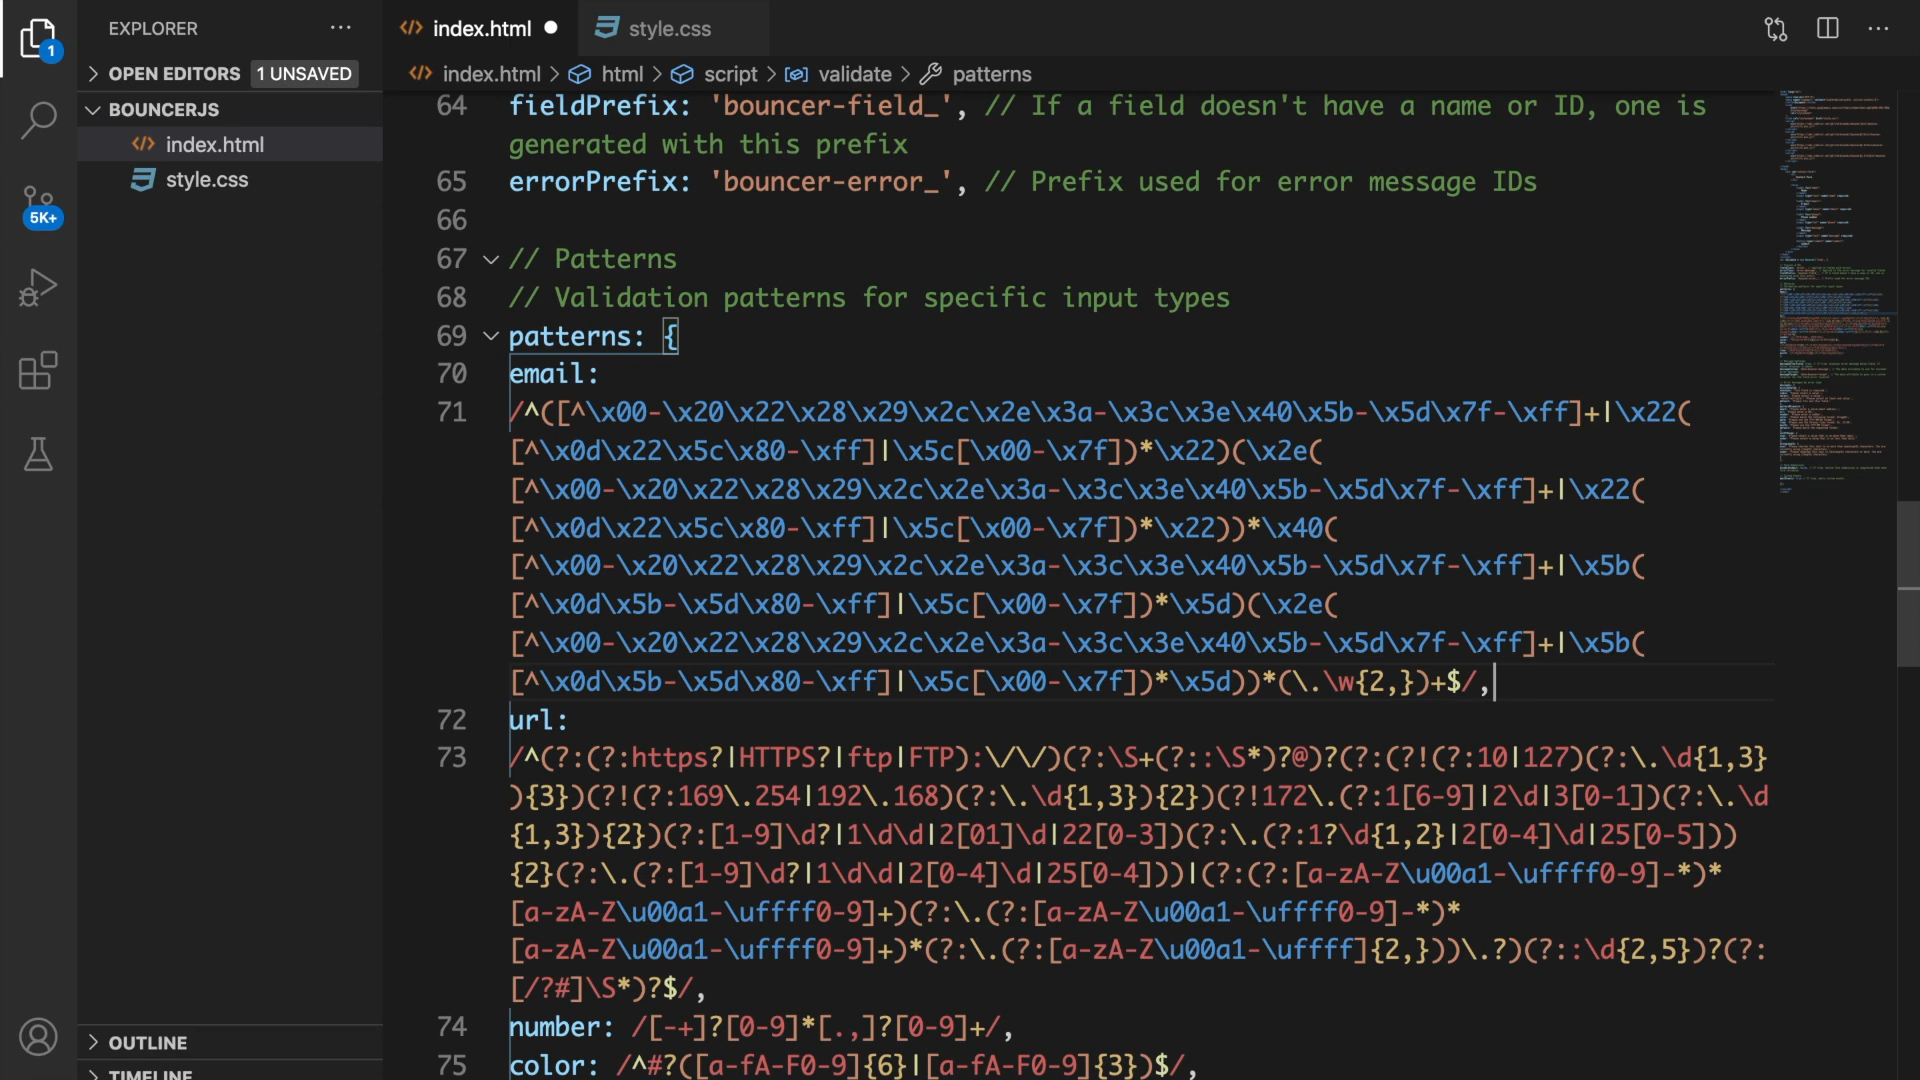 EXPLORER
index.html
style.css
1
OPEN EDITORS 1 UNSAVED
index.html > html > script > validate > patterns
BOUNCERJS
index.html
style.css
5K+
64 fieldPrefix: 'bouncer-field_', // If a field doesn't have a name or ID, one is
generated with this prefix
65 errorPrefix: 'bouncer-error_', // Prefix used for error message IDs
66
67 // Patterns
68 // Validation patterns for specific input types
69 patterns: {
70 email:
71 /^([^\x00-\x20\x22\x28\x29\x2c\x2e\x3a-\x3c\x3e\x40\x5b-\x5d\x7f-\xff]+|\x22(
[^\x0d\x22\x5c\x80-\xff]|\x5c[\x00-\x7f])*\x22)(\x2e(
[^\x00-\x20\x22\x28\x29\x2c\x2e\x3a-\x3c\x3e\x40\x5b-\x5d\x7f-\xff]+|\x22(
[^\x0d\x22\x5c\x80-\xff]|\x5c[\x00-\x7f])*\x22))*\x40(
[^\x00-\x20\x22\x28\x29\x2c\x2e\x3a-\x3c\x3e\x40\x5b-\x5d\x7f-\xff]+|\x5b(
[^\x0d\x5b-\x5d\x80-\xff]|\x5c[\x00-\x7f])*\x5d)(\x2e(
[^\x00-\x20\x22\x28\x29\x2c\x2e\x3a-\x3c\x3e\x40\x5b-\x5d\x7f-\xff]+|\x5b(
[^\x0d\x5b-\x5d\x80-\xff]|\x5c[\x00-\x7f])*\x5d))*(\.\w{2,})+$/,
72 url:
73 /^(?:(?:https?|HTTPS?|ftp|FTP):\/\/)(?:\S+(?::\S*)?@)?(?:(?!(?:10|127)(?:\.\d{1,3}
){3})(?!(?:169\.254|192\.168)(?:\.\d{1,3}){2})(?!172\.(?:1[6-9]|2\d|3[0-1])(?:\.\d
{1,3}){2})(?:[1-9]\d?|1\d\d|2[01]\d|22[0-3])(?:\.(?:1?\d{1,2}|2[0-4]\d|25[0-5]))
{2}(?:\.(?:[1-9]\d?|1\d\d|2[0-4]\d|25[0-4]))|(?:(?:[a-zA-Z\u00a1-\uffff0-9]-*)*
[a-zA-Z\u00a1-\uffff0-9]+)(?:\.(?:[a-zA-Z\u00a1-\uffff0-9]-*)*
[a-zA-Z\u00a1-\uffff0-9]+)*(?:\.(?:[a-zA-Z\u00a1-\uffff]{2,}))\.?)(?::\d{2,5})?(?:
[/?#]\S*)?$/,
74 number: /[-+]?[0-9]*[.,]?[0-9]+/,
75 color: /^#?([a-fA-F0-9]{6}|[a-fA-F0-9]{3})$/,
OUTLINE
TIMELINE